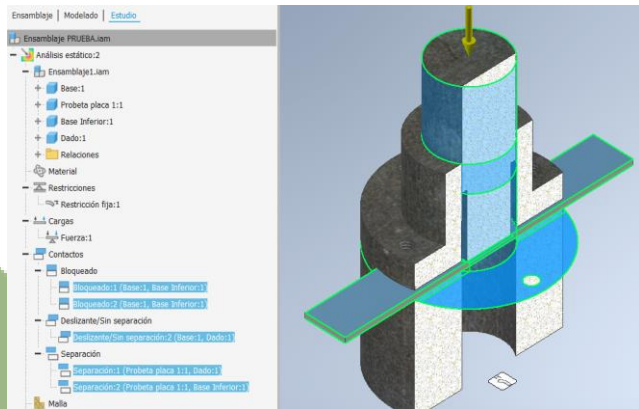 Ensamblaje | Modelado | Estudio
Ensamblaje PRUEBA.iam
Análisis estático:2
Ensamblaje1.iam
Base:1
Probeta placa 1:1
Base Inferior:1
Dado:1
Relaciones
Material
Restricciones
Restricción fija:1
Cargas
Fuerza:1
Contactos
Bloqueado
Bloqueado:1 (Base:1, Base Inferior:1)
Bloqueado:2 (Base:1, Base Inferior:1)
Deslizante/Sin separación
Deslizante/Sin separación:2 (Base:1, Dado:1)
Separación
Separación:1 (Probeta placa 1:1, Dado:1)
Separación:2 (Probeta placa 1:1, Base Inferior:1)
Malla